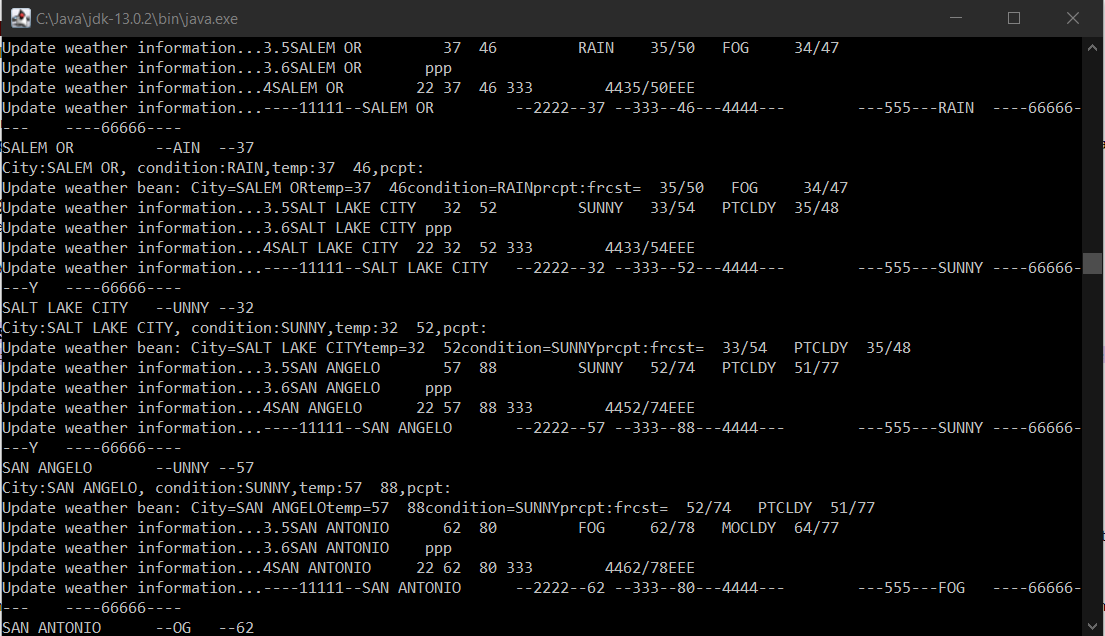 C:\Java\jdk-13.0.2\bin\java.exe
Update weather information...3.5SALEM OR         37  46         RAIN    35/50   FOG     34/47
Update weather information...3.6SALEM OR       ppp
Update weather information...4SALEM OR        22 37  46 333        4435/50EEE
Update weather information...----11111--SALEM OR         --2222--37 --333--46---4444---        ---555---RAIN  ----66666-
---    ----66666----
SALEM OR         --AIN  --37
City:SALEM OR, condition:RAIN,temp:37  46,pcpt:
Update weather bean: City=SALEM ORtemp=37  46condition=RAINprcpt:frcst=  35/50   FOG     34/47
Update weather information...3.5SALT LAKE CITY   32  52         SUNNY   33/54   PTCLDY  35/48
Update weather information...3.6SALT LAKE CITY ppp
Update weather information...4SALT LAKE CITY  22 32  52 333        4433/54EEE
Update weather information...----11111--SALT LAKE CITY   --2222--32 --333--52---4444---        ---555---SUNNY ----66666-
---Y   ----66666----
SALT LAKE CITY   --UNNY --32
City:SALT LAKE CITY, condition:SUNNY,temp:32  52,pcpt:
Update weather bean: City=SALT LAKE CITYtemp=32  52condition=SUNNYprcpt:frcst=  33/54   PTCLDY  35/48
Update weather information...3.5SAN ANGELO       57  88         SUNNY   52/74   PTCLDY  51/77
Update weather information...3.6SAN ANGELO     ppp
Update weather information...4SAN ANGELO      22 57  88 333        4452/74EEE
Update weather information...----11111--SAN ANGELO       --2222--57 --333--88---4444---        ---555---SUNNY ----66666-
---Y   ----66666----
SAN ANGELO       --UNNY --57
City:SAN ANGELO, condition:SUNNY,temp:57  88,pcpt:
Update weather bean: City=SAN ANGELOtemp=57  88condition=SUNNYprcpt:frcst=  52/74   PTCLDY  51/77
Update weather information...3.5SAN ANTONIO      62  80         FOG     62/78   MOCLDY  64/77
Update weather information...3.6SAN ANTONIO    ppp
Update weather information...4SAN ANTONIO     22 62  80 333        4462/78EEE
Update weather information...----11111--SAN ANTONIO      --2222--62 --333--80---4444---        ---555---FOG   ----66666-
---    ----66666----
SAN ANTONIO      --OG   --62